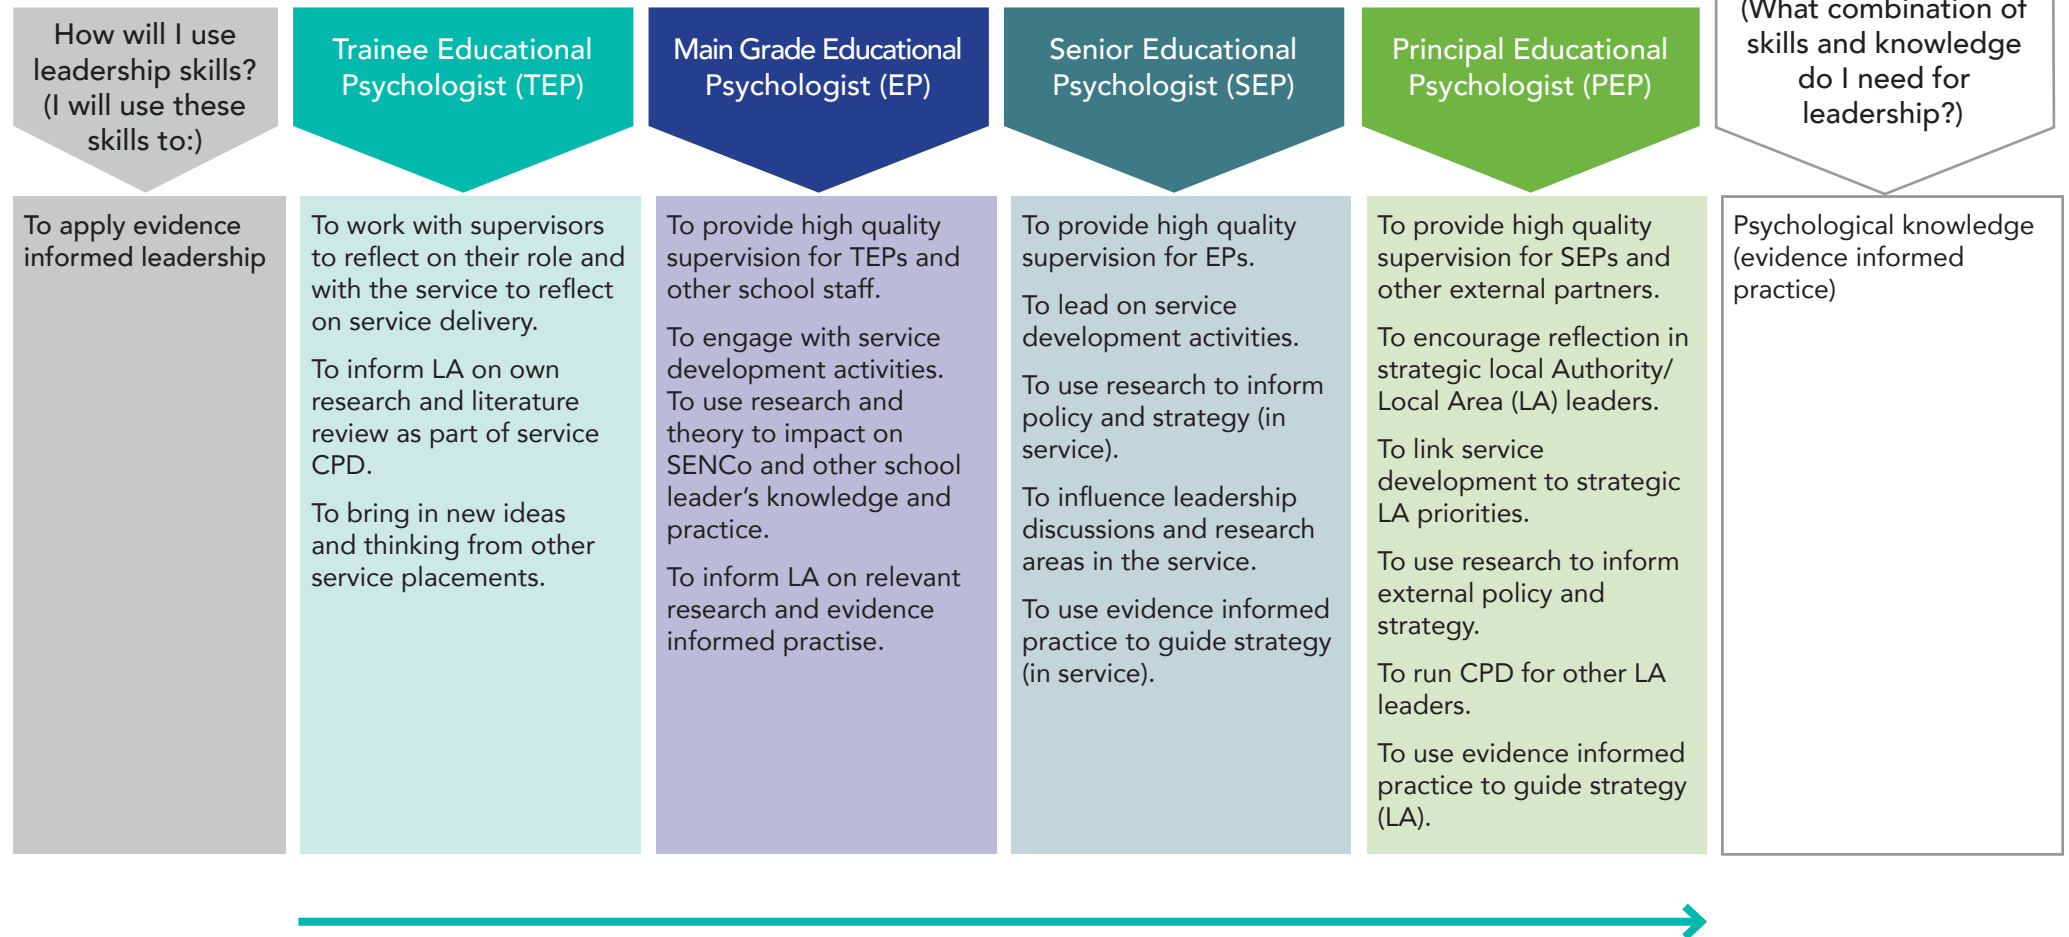 How will I use
leadership skills?
(I will use these
skills to:)
Trainee Educational
Psychologist (TEP)
Main Grade Educational
Psychologist (EP)
Senior Educational
Psychologist (SEP)
Principal Educational
Psychologist (PEP)
(What combination of
skills and knowledge
do I need for
leadership?)
To apply evidence
informed leadership
To work with supervisors
to reflect on their role and
with the service to reflect
on service delivery.
To inform LA on own
research and literature
review as part of service
CPD.
To bring in new ideas
and thinking from other
service placements.
To provide high quality
supervision for TEPs and
other school staff.
To engage with service
development activities.
To use research and
theory to impact on
SENCo and other school
leader’s knowledge and
practice.
To inform LA on relevant
research and evidence
informed practise.
To provide high quality
supervision for EPs.
To lead on service
development activities.
To use research to inform
policy and strategy (in
service).
To influence leadership
discussions and research
areas in the service.
To use evidence informed
practice to guide strategy
(in service).
To provide high quality
supervision for SEPs and
other external partners.
To encourage reflection in
strategic local Authority/
Local Area (LA) leaders.
To link service
development to strategic
LA priorities.
To use research to inform
external policy and
strategy.
To run CPD for other LA
leaders.
To use evidence informed
practice to guide strategy
(LA).
Psychological knowledge
(evidence informed
practice)